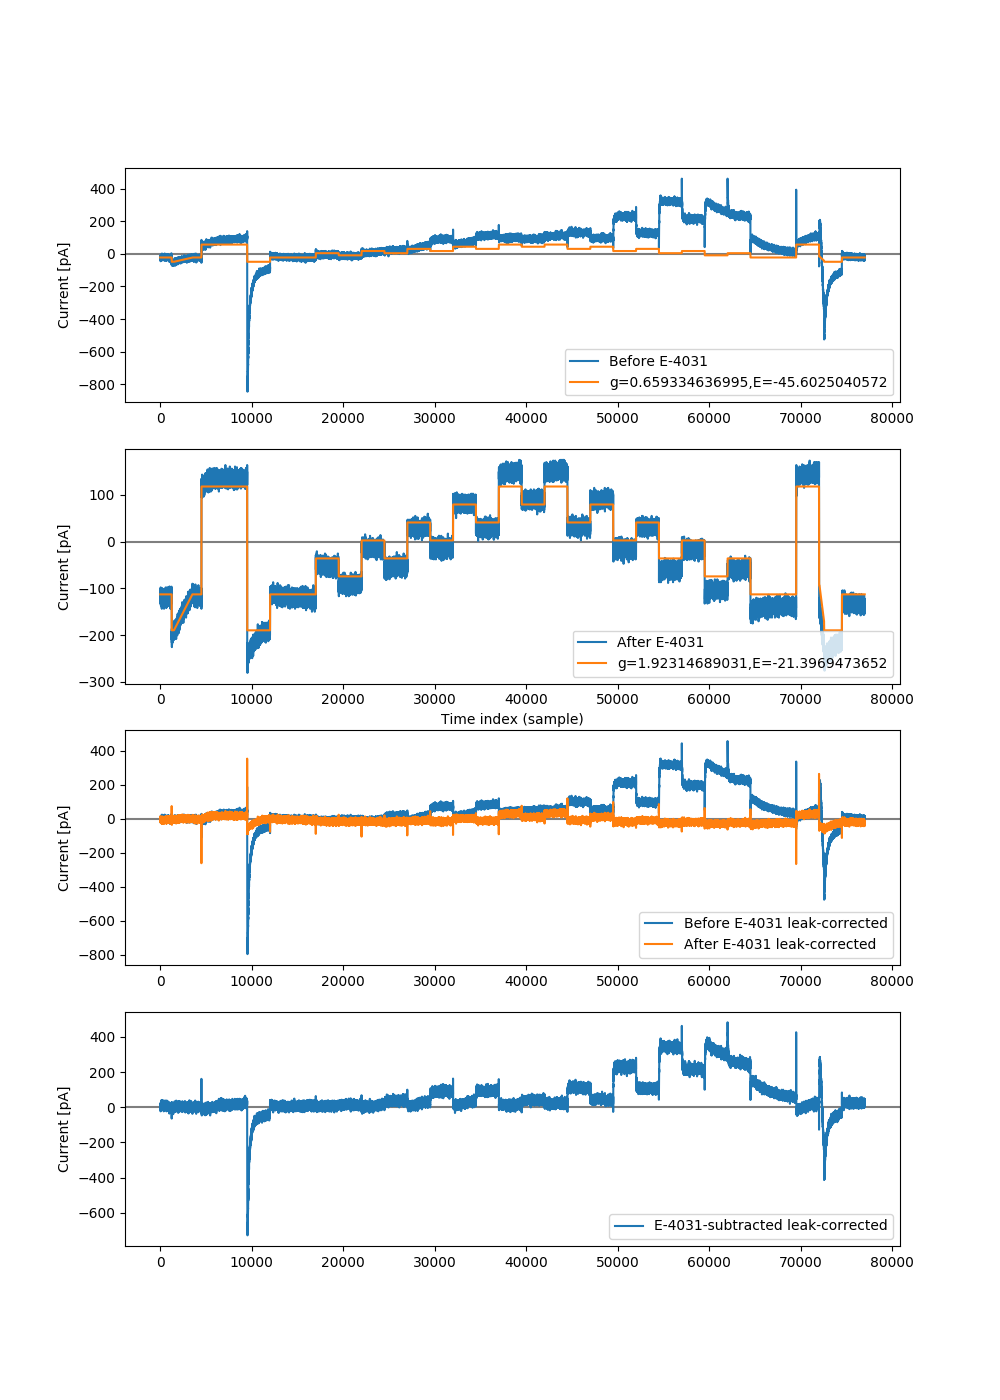 400
200
0
−200
−400
−600
−800
Current [pA]
Before E-4031
g=0.659334636995,E=-45.6025040572
0 10000 20000 30000 40000 50000 60000 70000 80000
100
0
−100
−200
−300
Current [pA]
After E-4031
g=1.92314689031,E=-21.3969473652
0 10000 20000 30000 40000 50000 60000 70000 80000
Time index (sample)
400
200
0
−200
−400
−600
−800
Current [pA]
Before E-4031 leak-corrected
After E-4031 leak-corrected
0 10000 20000 30000 40000 50000 60000 70000 80000
400
200
0
−200
−400
−600
Current [pA]
E-4031-subtracted leak-corrected
0 10000 20000 30000 40000 50000 60000 70000 80000